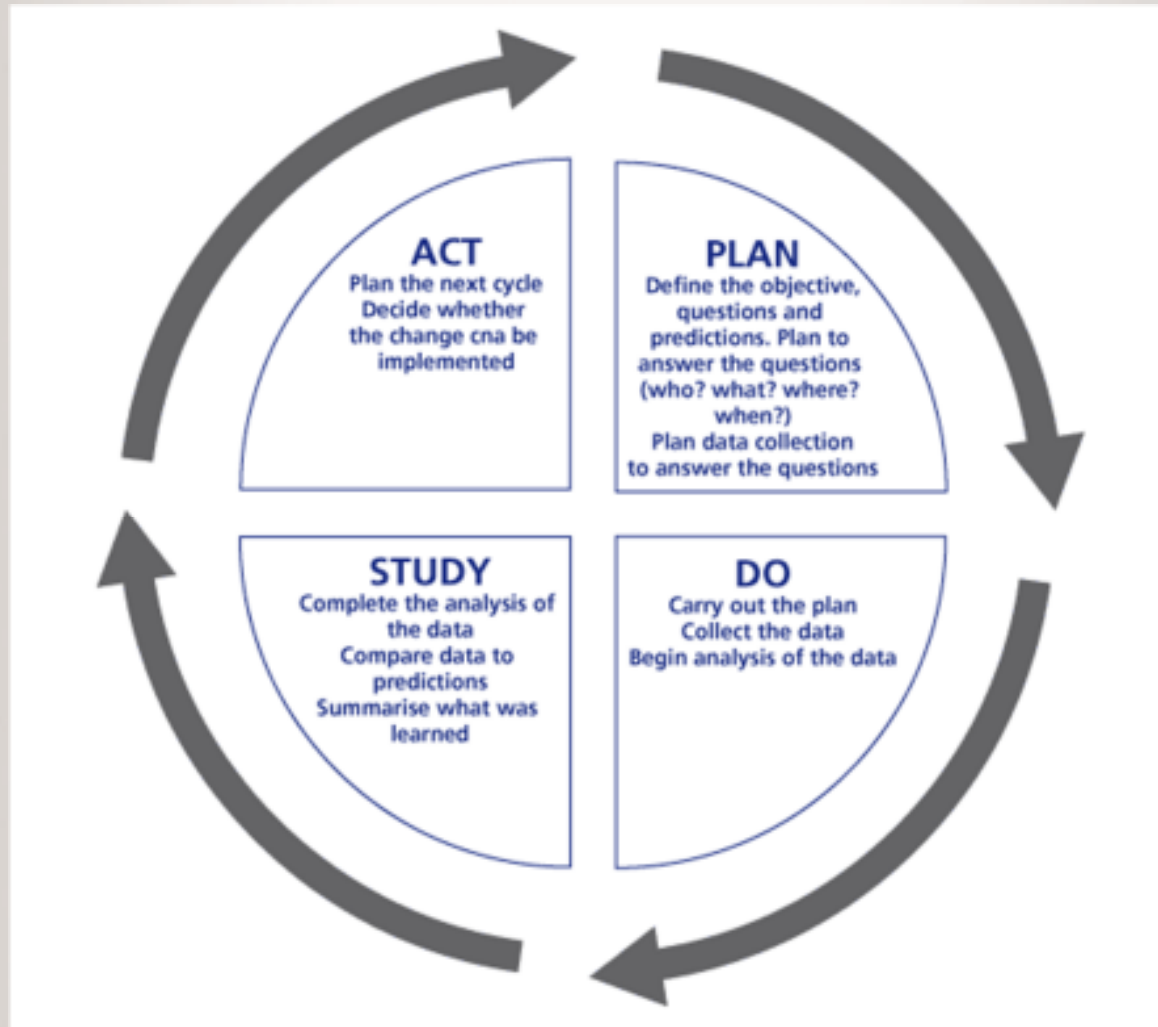 ACT
Plan the next cycle
Decide whether
the change cna be
implemented
PLAN
Define the objective,
questions and
predictions. Plan to
answer the questions
(who? what? where?
when?)
Plan data collection
to answer the questions
STUDY
Complete the analysis of
the data
Compare data to
predictions
Summarise what was
learned
DO
Carry out the plan
Collect the data
Begin analysis of the data